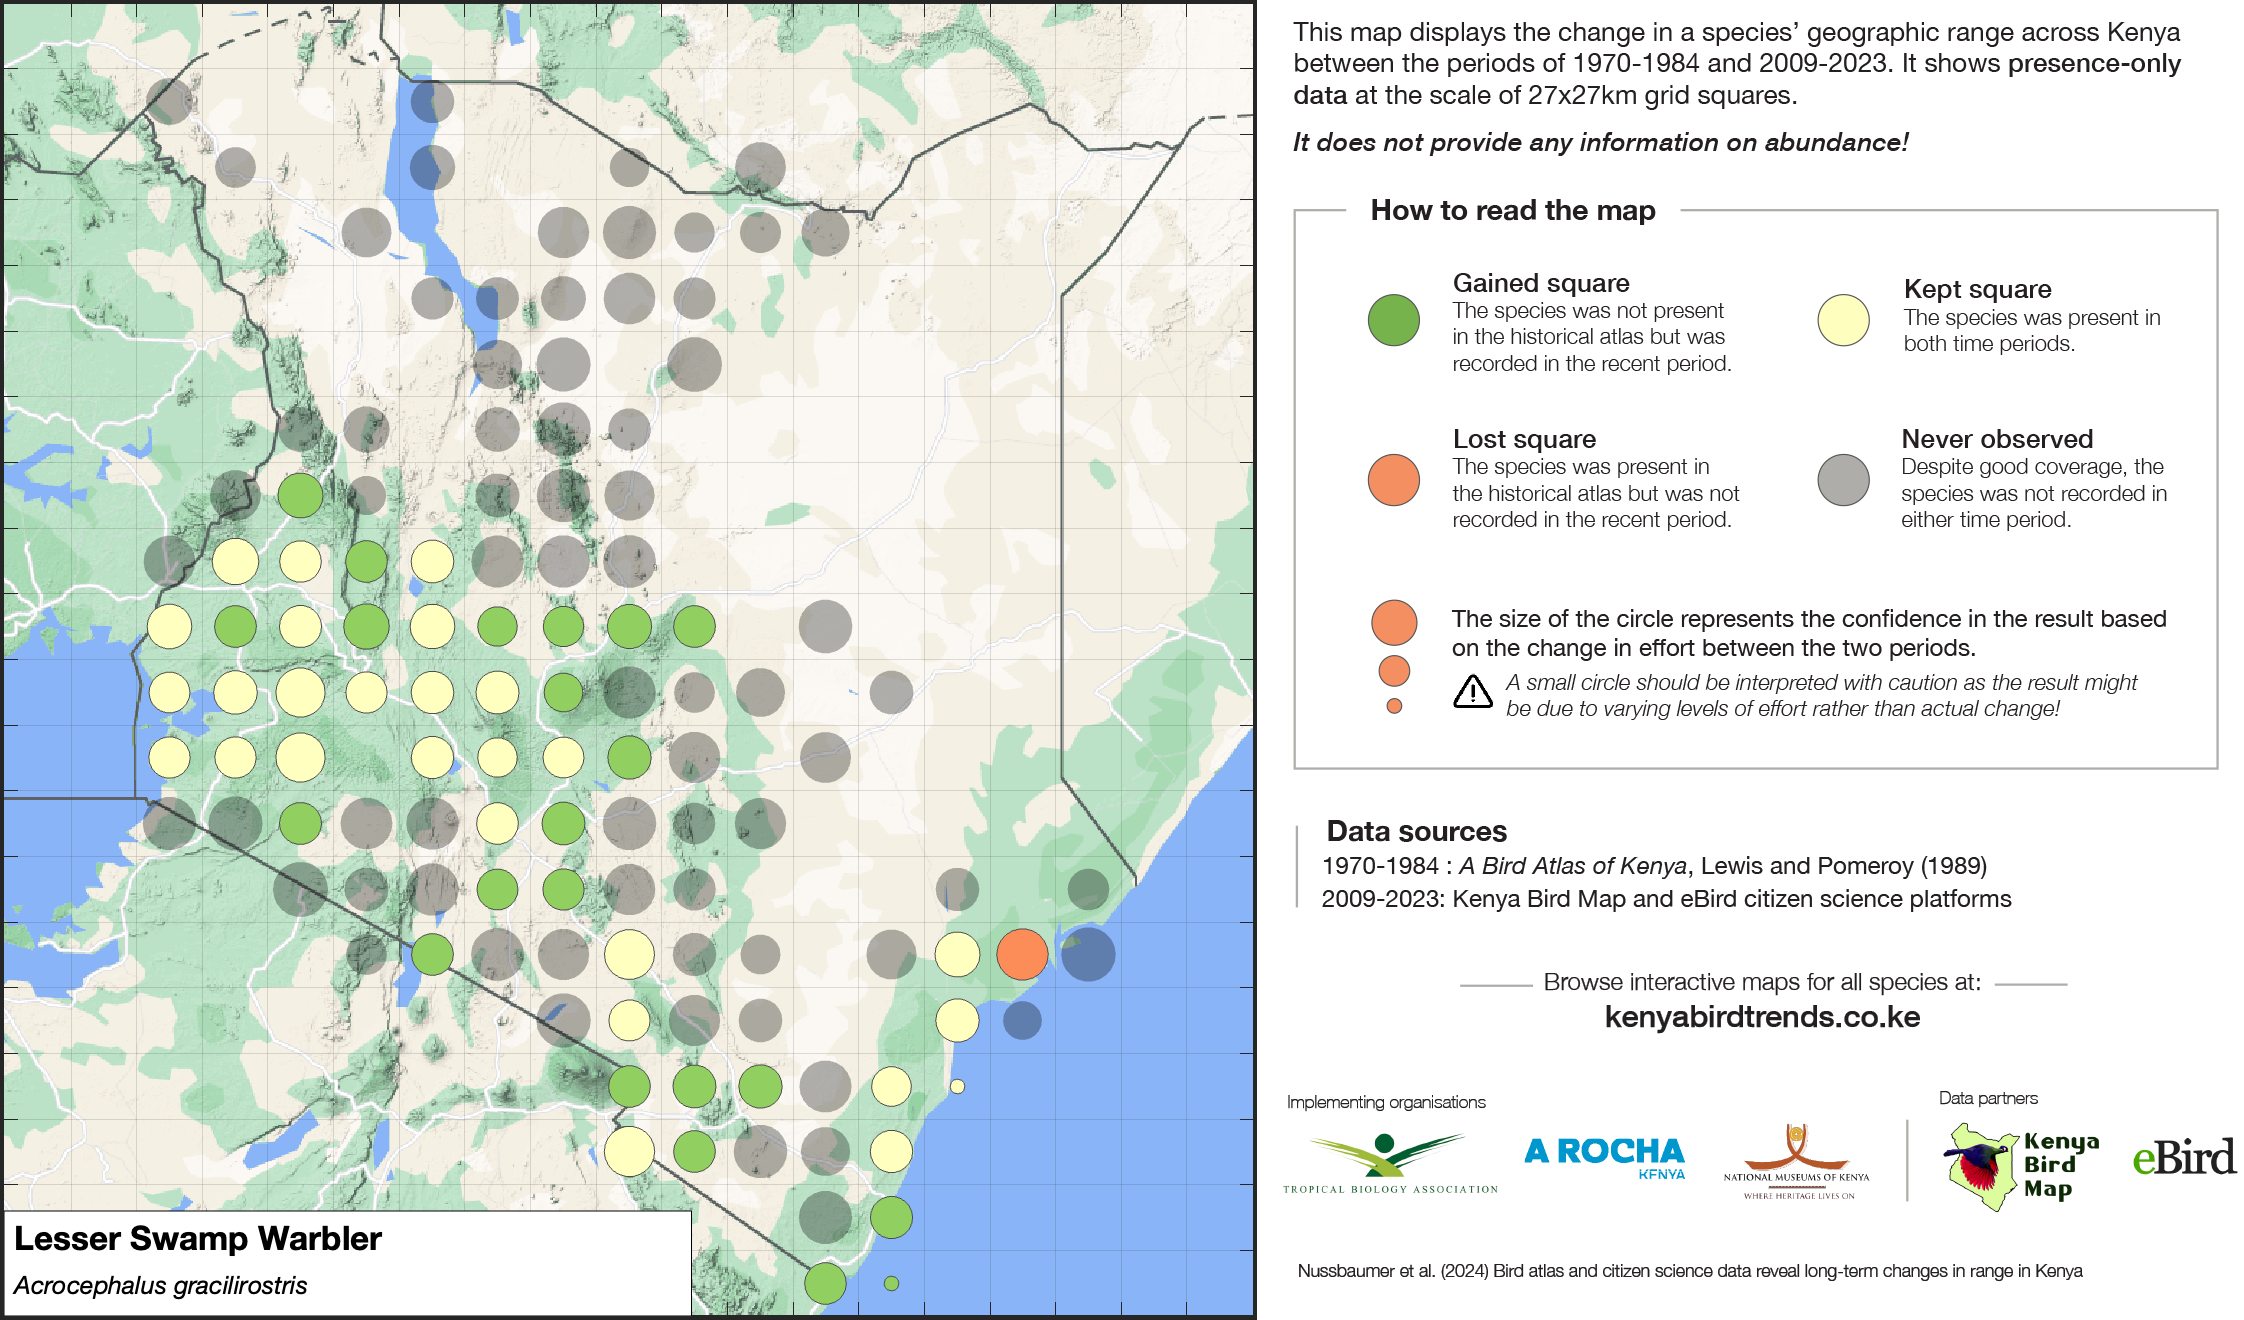 This map displays the change in a species’ geographic range across Kenya
between the periods of 1970-1984 and 2009-2023. It shows presence-only
data at the scale of 27x27km grid squares.
It does not provide any information on abundance!
How to read the map
Gained square
The species was not present
in the historical atlas but was
recorded in the recent period.
Kept square
The species was present in
both time periods.
Lost square
The species was present in
the historical atlas but was not
recorded in the recent period.
Never observed
Despite good coverage, the
species was not recorded in
either time period.
The size of the circle represents the confidence in the result based
on the change in effort between the two periods.
A small circle should be interpreted with caution as the result might
be due to varying levels of effort rather than actual change!
Data sources
1970-1984 : A Bird Atlas of Kenya, Lewis and Pomeroy (1989)
2009-2023: Kenya Bird Map and eBird citizen science platforms
Browse interactive maps for all species at:
kenyabirdtrends.co.ke
Implementing organisations
Data partners
TROPICAL BIOLOGY ASSOCIATION
A ROCHA
KENYA
NATIONAL MUSEUMS OF KENYA
WHERE HERITAGE LIVES ON
Kenya
Bird
Map
eBird
Nussbaumer et al. (2024) Bird atlas and citizen science data reveal long-term changes in range in Kenya
Lesser Swamp Warbler
Acrocephalus gracilirostris